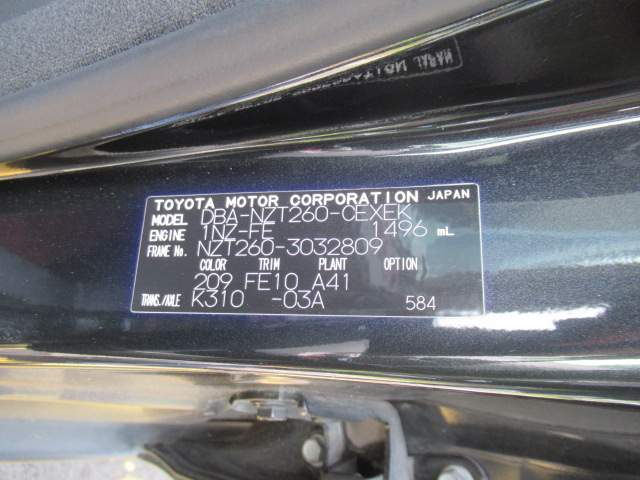 TOYOTA MOTOR CORPORATION JAPAN
MODEL DBA-NZT260-CEXEK
ENGINE 1NZ-FE 1496 mL
FRAME No. NZT260-3032809
COLOR TRIM PLANT OPTION
209 FE10 A41
TRANS./AXLE K310 -03A 584